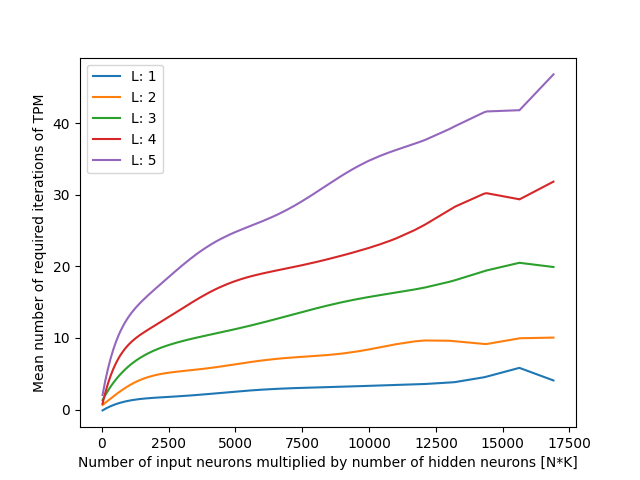 L: 1
L: 2
L: 3
L: 4
L: 5
Mean number of required iterations of TPM
40
30
20
10
0
0 2500 5000 7500 10000 12500 15000 17500
Number of input neurons multiplied by number of hidden neurons [N*K]